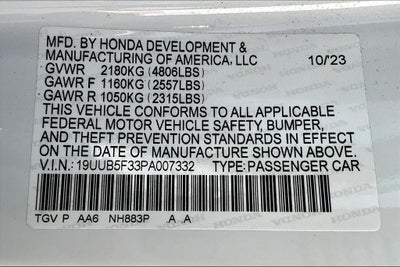 MFD. BY HONDA DEVELOPMENT &
MANUFACTURING OF AMERICA, LLC 10/23
GVWR 2180KG (4806LBS)
GAWR F 1160KG (2557LBS)
GAWR R 1050KG (2315LBS)
THIS VEHICLE CONFORMS TO ALL APPLICABLE
FEDERAL MOTOR VEHICLE SAFETY, BUMPER,
AND THEFT PREVENTION STANDARDS IN EFFECT
ON THE DATE OF MANUFACTURE SHOWN ABOVE.
V.I.N.: 19UUB5F33PA007332 TYPE: PASSENGER CAR
TGV P AA6 NH883P .A .A